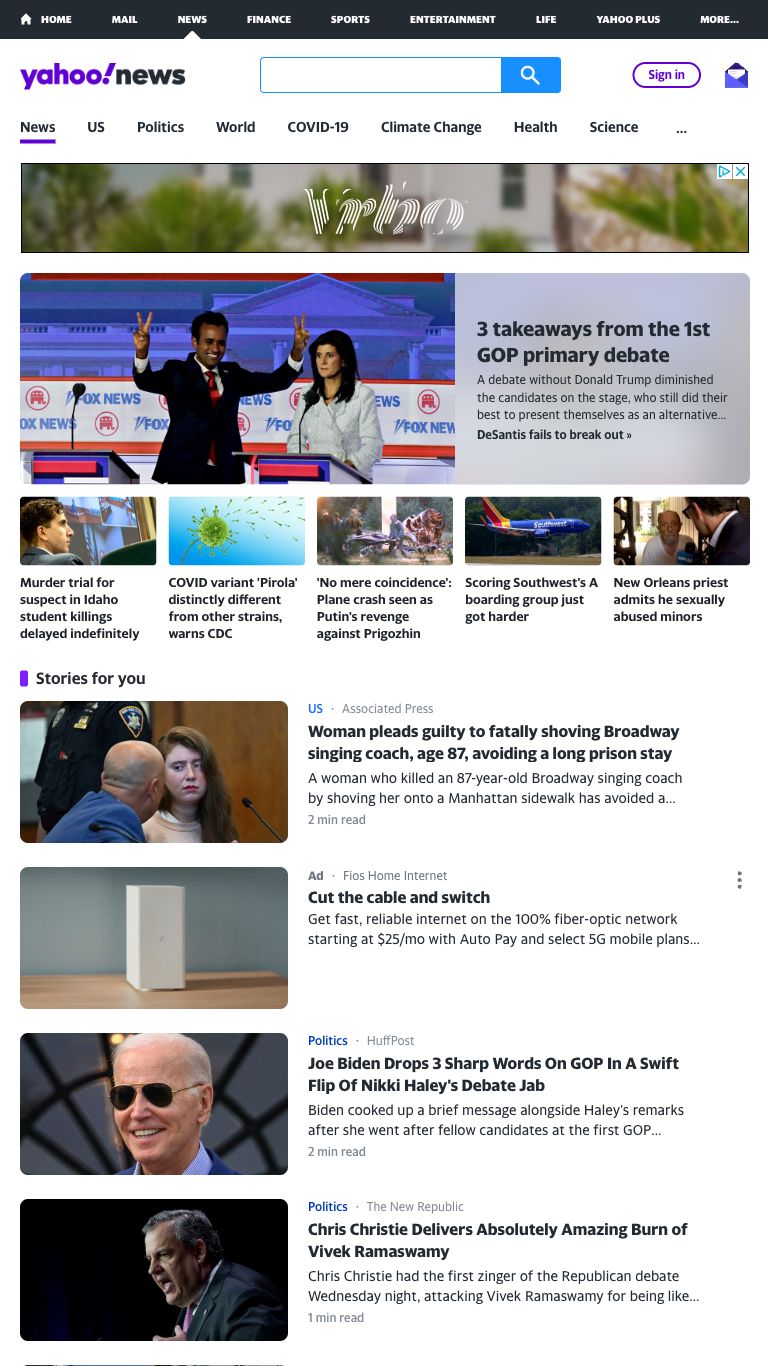 HOME MAIL NEWS FINANCE SPORTS ENTERTAINMENT LIFE YAHOO PLUS MORE...
yahoo!news
Sign in
News US Politics World COVID-19 Climate Change Health Science ...
Vrbo
3 takeaways from the 1st
GOP primary debate
A debate without Donald Trump diminished
the candidates on the stage, who still did their
best to present themselves as an alternative...
DeSantis fails to break out »
FOX NEWS
FOX NEWS
Southwest
Murder trial for
suspect in Idaho
student killings
delayed indefinitely
COVID variant 'Pirola'
distinctly different
from other strains,
warns CDC
'No mere coincidence':
Plane crash seen as
Putin's revenge
against Prigozhin
Scoring Southwest's A
boarding group just
got harder
New Orleans priest
admits he sexually
abused minors
Stories for you
US · Associated Press
Woman pleads guilty to fatally shoving Broadway
singing coach, age 87, avoiding a long prison stay
A woman who killed an 87-year-old Broadway singing coach
by shoving her onto a Manhattan sidewalk has avoided a...
2 min read
Ad · Fios Home Internet
Cut the cable and switch
Get fast, reliable internet on the 100% fiber-optic network
starting at $25/mo with Auto Pay and select 5G mobile plans...
Politics · HuffPost
Joe Biden Drops 3 Sharp Words On GOP In A Swift
Flip Of Nikki Haley's Debate Jab
Biden cooked up a brief message alongside Haley's remarks
after she went after fellow candidates at the first GOP...
2 min read
Politics · The New Republic
Chris Christie Delivers Absolutely Amazing Burn of
Vivek Ramaswamy
Chris Christie had the first zinger of the Republican debate
Wednesday night, attacking Vivek Ramaswamy for being like...
1 min read